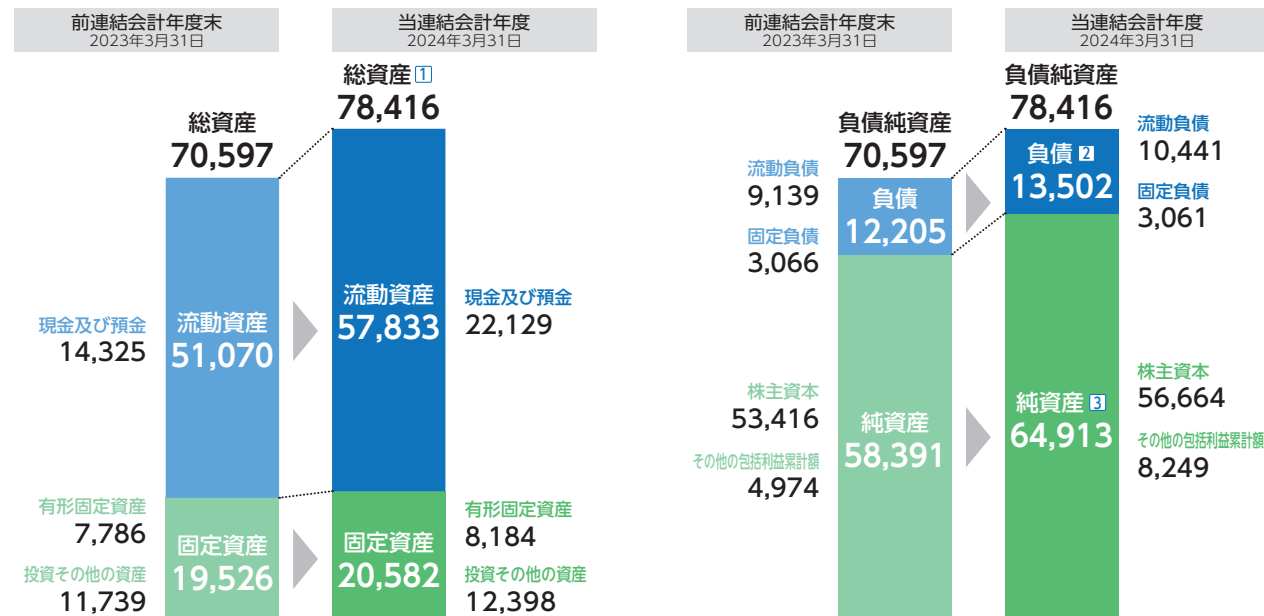 前連結会計年度末
2023年3月31日
当連結会計年度
2024年3月31日
総資産
70,597
総資産 1
78,416
現金及び預金
14,325
流動資産
51,070
流動資産
57,833
現金及び預金
22,129
有形固定資産
7,786
投資その他の資産
11,739
固定資産
19,526
固定資産
20,582
有形固定資産
8,184
投資その他の資産
12,398
前連結会計年度末
2023年3月31日
当連結会計年度
2024年3月31日
負債純資産
70,597
負債純資産
78,416
流動負債
9,139
固定負債
3,066
負債
12,205
負債 2
13,502
流動負債
10,441
固定負債
3,061
株主資本
53,416
その他の包括利益累計額
4,974
純資産
58,391
純資産 3
64,913
株主資本
56,664
その他の包括利益累計額
8,249